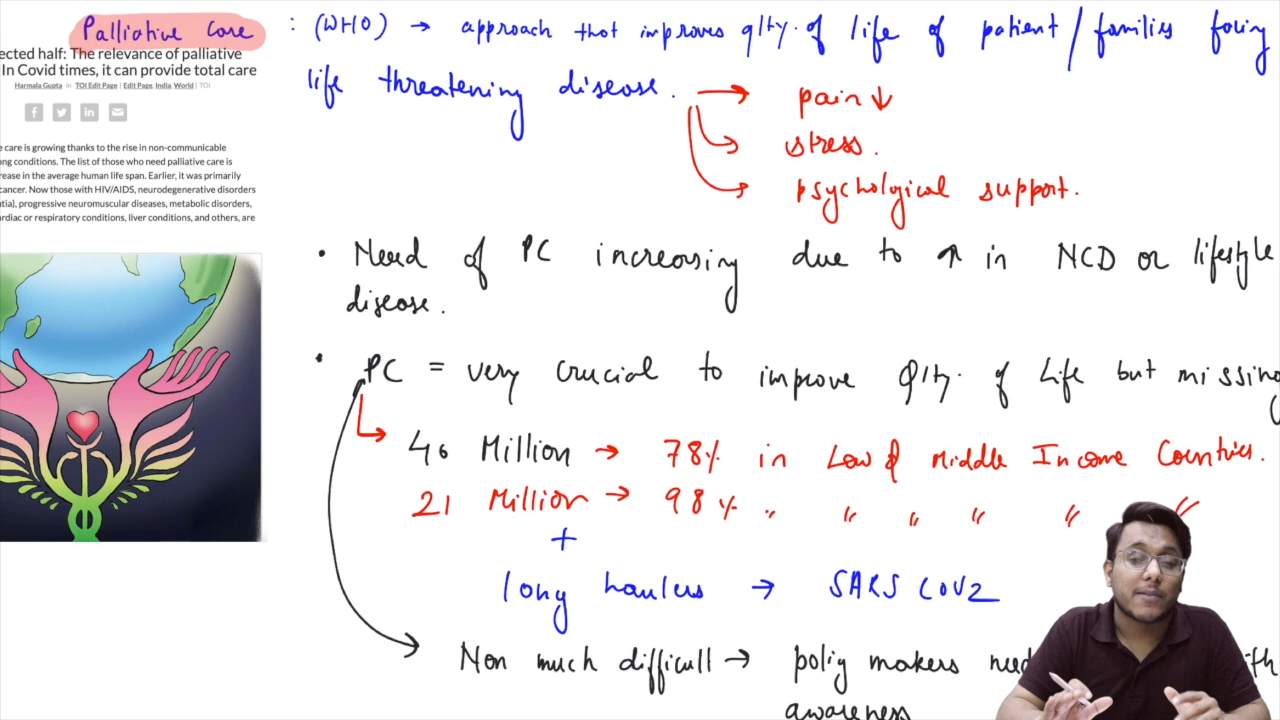 Palliative Care : (WHO) → approach that improves qlty. of life of patient / families facing
life threatening disease. → pain ↓
→ stress.
→ psychological support.
ected half: The relevance of palliative
In Covid times, it can provide total care
Harmala Gupta in TOI Edit Page | Edit Page, India, World | TOI
e care is growing thanks to the rise in non-communicable
ong conditions. The list of those who need palliative care is
rease in the average human life span. Earlier, it was primarily
cancer. Now those with HIV/AIDS, neurodegenerative disorders
tia), progressive neuromuscular diseases, metabolic disorders,
rdiac or respiratory conditions, liver conditions, and others, are
• Need of PC increasing due to ↑ in NCD or lifestyle
disease.
• PC = very crucial to improve Qlty. of Life but missing
40 Million → 78% in Low & Middle Income Countries.
21 Million → 98% " " " " " "
+
long haulers → SARS COV2
Non much difficult → policy makers need
awareness